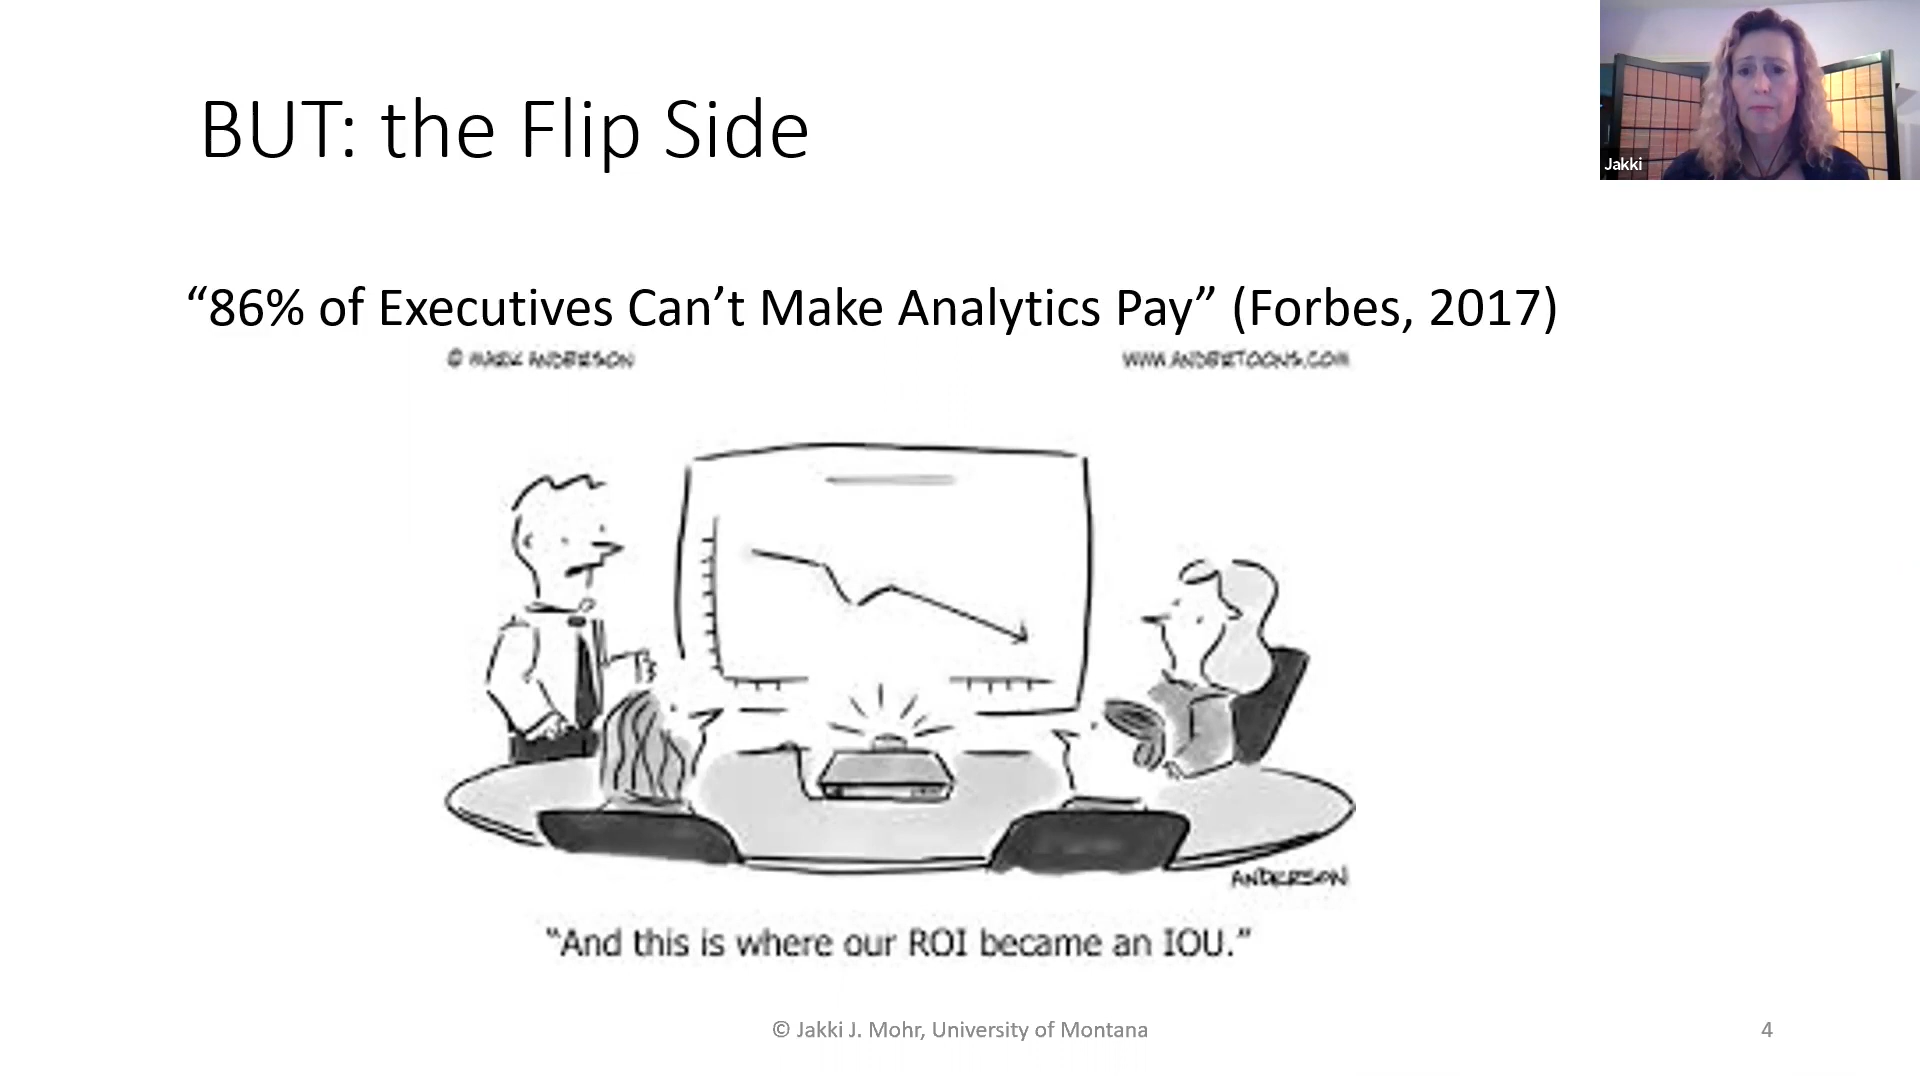 BUT: the Flip Side
Jakki
“86% of Executives Can’t Make Analytics Pay” (Forbes, 2017)
© MARK ANDERSON
WWW.ANDERTOONS.COM
ANDERSON
“And this is where our ROI became an IOU.”
© Jakki J. Mohr, University of Montana
4